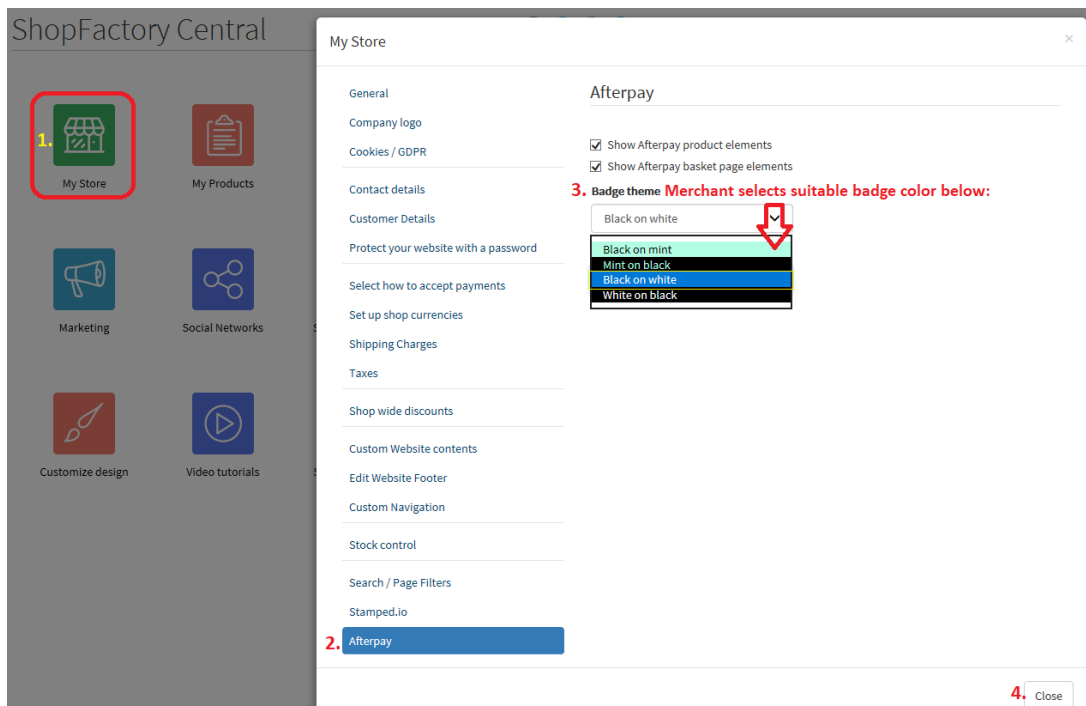 ShopFactory Central
1.
My Store
My Products
Marketing
Social Networks
Customize design
Video tutorials
My Store
×
General
Company logo
Cookies / GDPR
Contact details
Customer Details
Protect your website with a password
Select how to accept payments
Set up shop currencies
Shipping Charges
Taxes
Shop wide discounts
Custom Website contents
Edit Website Footer
Custom Navigation
Stock control
Search / Page Filters
Stamped.io
2. Afterpay
Afterpay
Show Afterpay product elements
Show Afterpay basket page elements
3. Badge theme Merchant selects suitable badge color below:
Black on white
Black on mint
Mint on black
Black on white
White on black
4. Close